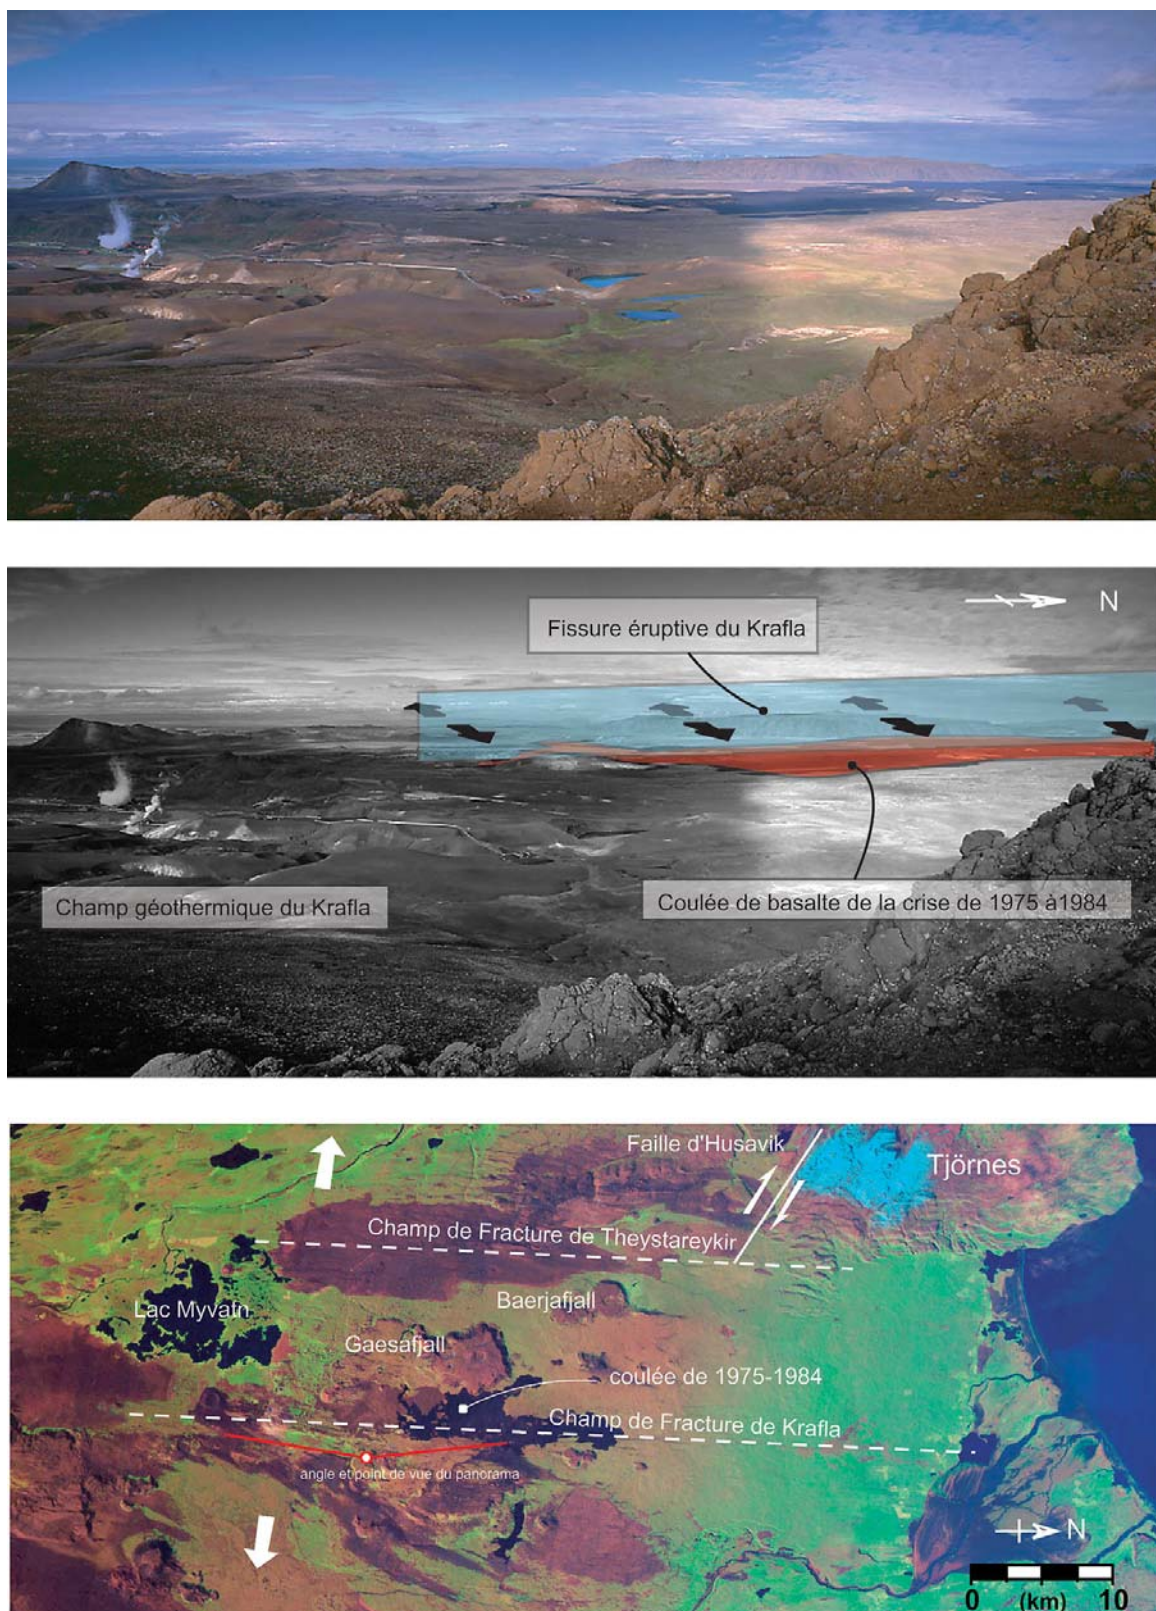 N
Fissure éruptive du Krafla
Champ géothermique du Krafla
Coulée de basalte de la crise de 1975 à1984
Faille d'Husavik
Tjörnes
Champ de Fracture de Theystareykir
Lac Myvatn
Baerjafjall
Gaesafjall
coulée de 1975-1984
Champ de Fracture de Krafla
angle et point de vue du panorama
N
0 (km) 10